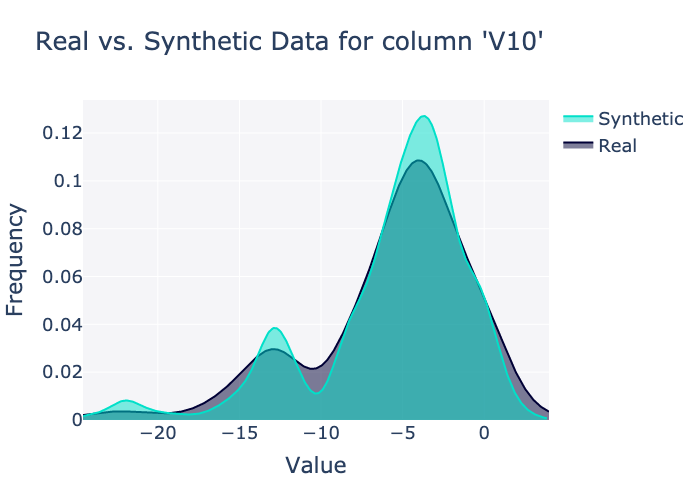 Real vs. Synthetic Data for column 'V10'
Synthetic
Real
0.12
0.1
0.08
0.06
0.04
0.02
0
Frequency
−20
−15
−10
−5
0
Value